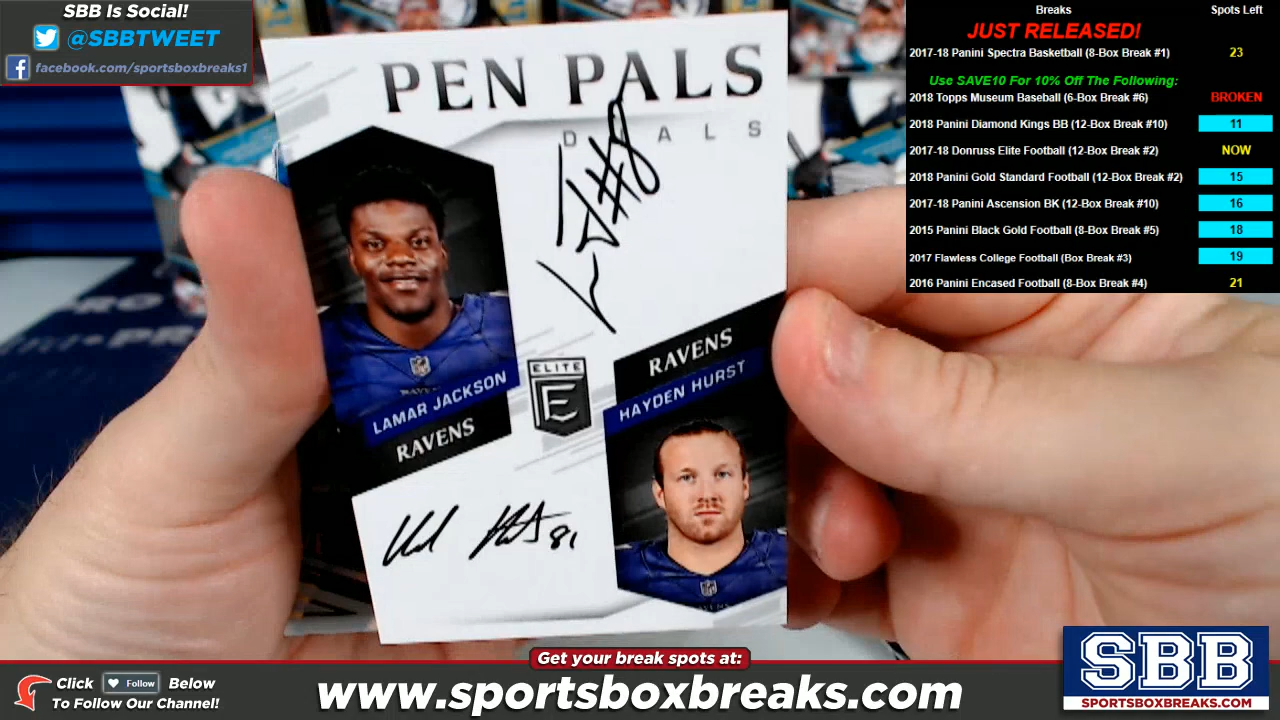 SBB Is Social!
@SBBTWEET
facebook.com/sportsboxbreaks1
Breaks Spots Left
JUST RELEASED!
2017-18 Panini Spectra Basketball (8-Box Break #1) 23
Use SAVE10 For 10% Off The Following:
2018 Topps Museum Baseball (6-Box Break #6) BROKEN
2018 Panini Diamond Kings BB (12-Box Break #10) 11
2017-18 Donruss Elite Football (12-Box Break #2) NOW
2018 Panini Gold Standard Football (12-Box Break #2) 15
2017-18 Panini Ascension BK (12-Box Break #10) 16
2015 Panini Black Gold Football (8-Box Break #5) 18
2017 Flawless College Football (Box Break #3) 19
2016 Panini Encased Football (8-Box Break #4) 21
PEN PALS
DUALS
LAMAR JACKSON
RAVENS
ELITE
E
RAVENS
HAYDEN HURST
81
Get your break spots at:
Click Follow Below
To Follow Our Channel!
www.sportsboxbreaks.com
SBB
SPORTSBOXBREAKS.COM